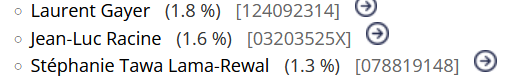 Laurent Gayer (1.8 %) [124092314]
Jean-Luc Racine (1.6 %) [03203525X]
Stéphanie Tawa Lama-Rewal (1.3 %) [078819148]